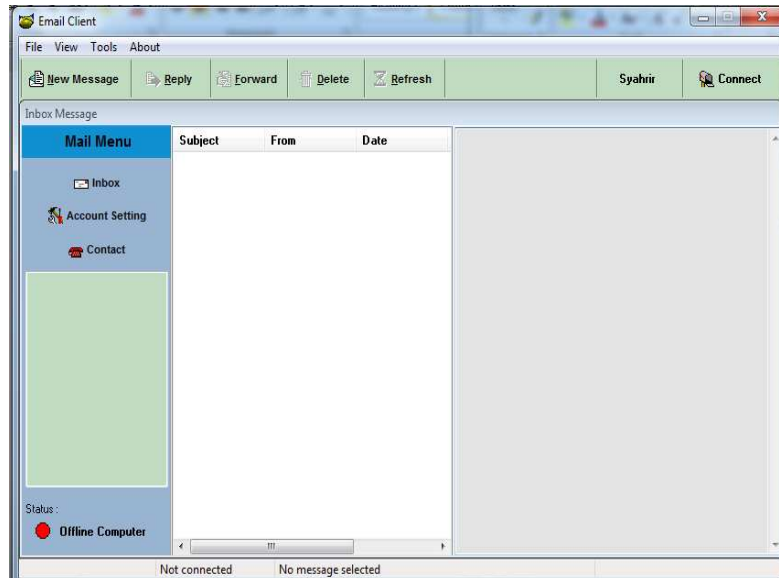 Email Client
File View Tools About
New Message Reply Forward Delete Refresh Syahrir Connect
Inbox Message
Mail Menu Subject From Date
Inbox
Account Setting
Contact
Status :
Offline Computer
Not connected No message selected